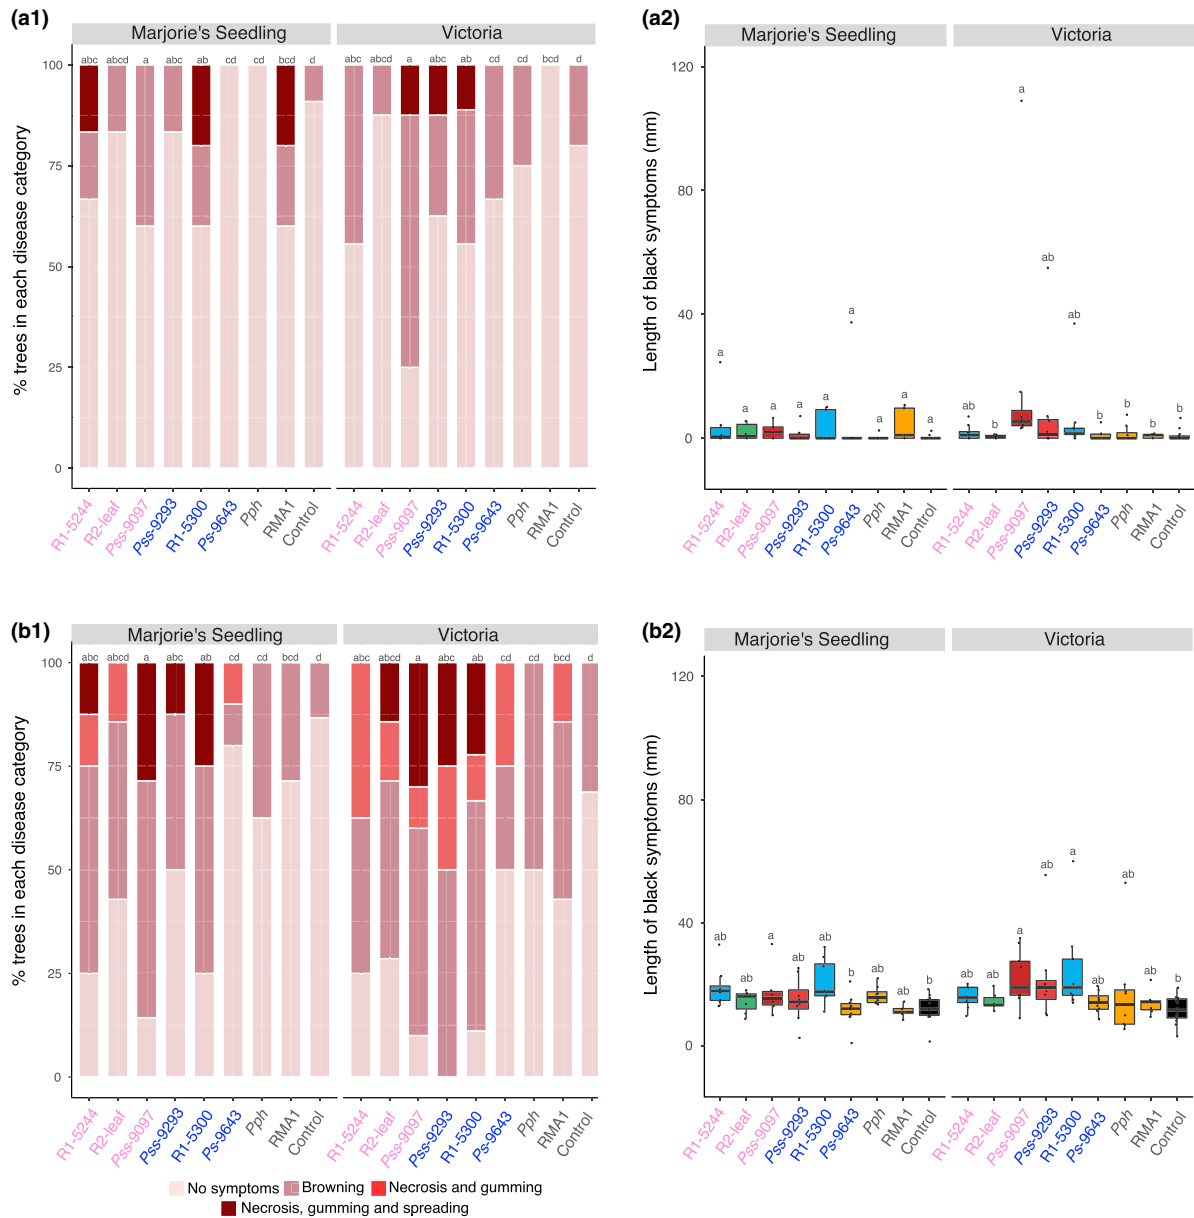 (a1)
Marjorie's Seedling Victoria
abc abcd a abc ab cd cd bcd d abc abcd a abc ab cd cd bcd d
100
75
50
25
0
% trees in each disease category
R1-5244 R2-leaf Pss-9097 Pss-9293 R1-5300 Ps-9643 Pph RMA1 Control R1-5244 R2-leaf Pss-9097 Pss-9293 R1-5300 Ps-9643 Pph RMA1 Control
(a2)
Marjorie's Seedling Victoria
120
80
40
0
Length of black symptoms (mm)
a a a a a a a a a ab b a ab ab b b b b
R1-5244 R2-leaf Pss-9097 Pss-9293 R1-5300 Ps-9643 Pph RMA1 Control R1-5244 R2-leaf Pss-9097 Pss-9293 R1-5300 Ps-9643 Pph RMA1 Control
(b1)
Marjorie's Seedling Victoria
abc abcd a abc ab cd cd bcd d abc abcd a abc ab cd cd bcd d
100
75
50
25
0
% trees in each disease category
R1-5244 R2-leaf Pss-9097 Pss-9293 R1-5300 Ps-9643 Pph RMA1 Control R1-5244 R2-leaf Pss-9097 Pss-9293 R1-5300 Ps-9643 Pph RMA1 Control
No symptoms Browning Necrosis and gumming
Necrosis, gumming and spreading
(b2)
Marjorie's Seedling Victoria
120
80
40
0
Length of black symptoms (mm)
ab ab a ab ab b ab ab b ab ab a ab a ab ab ab b
R1-5244 R2-leaf Pss-9097 Pss-9293 R1-5300 Ps-9643 Pph RMA1 Control R1-5244 R2-leaf Pss-9097 Pss-9293 R1-5300 Ps-9643 Pph RMA1 Control